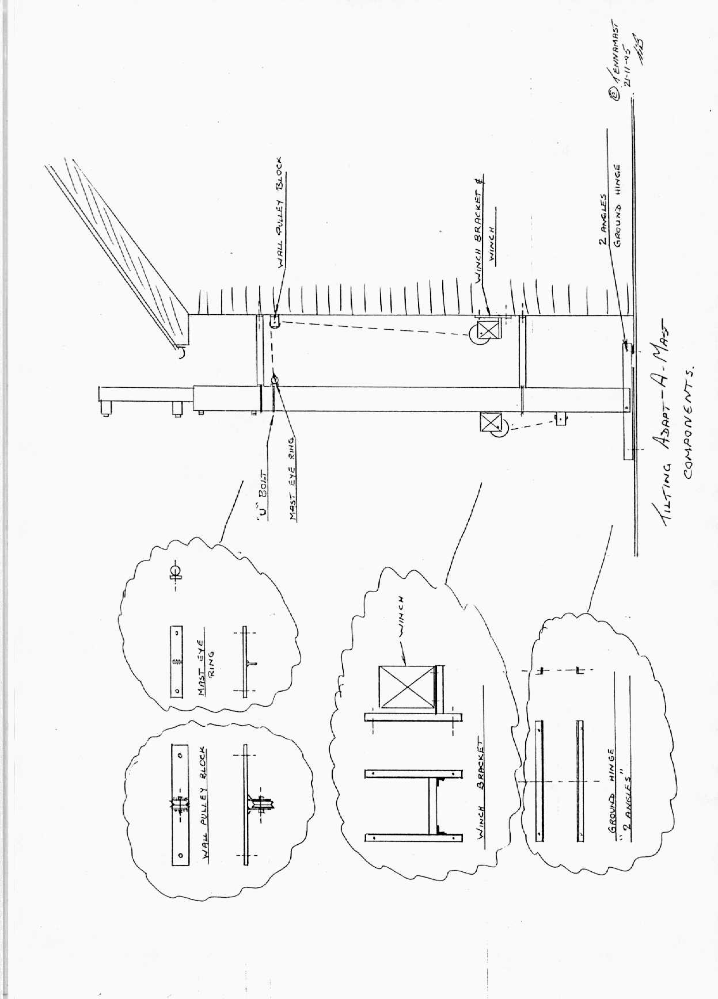 © TENNAMAST
21-11-95
WALL PULLEY BLOCK
WINCH BRACKET &
WINCH
2 ANGLES
GROUND HINGE
"U" BOLT
MAST EYE RING
MAST EYE
RING
WALL PULLEY BLOCK
WINCH
WINCH BRACKET
GROUND HINGE
"2 ANGLES"
TILTING ADAPT-A-MAST
COMPONENTS.